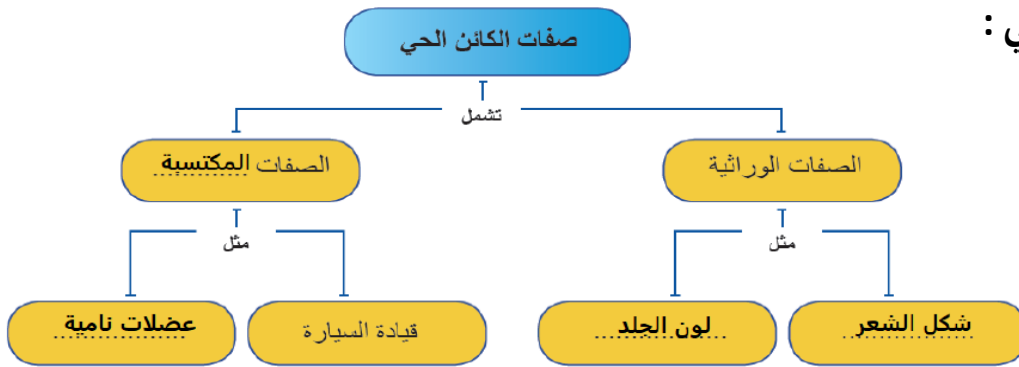 ي :
صفات الكائن الحي
تشمل
الصفات الوراثية
الصفات المكتسبة
مثل
مثل
شكل الشعر
لون الجلد
قيادة السيارة
عضلات نامية